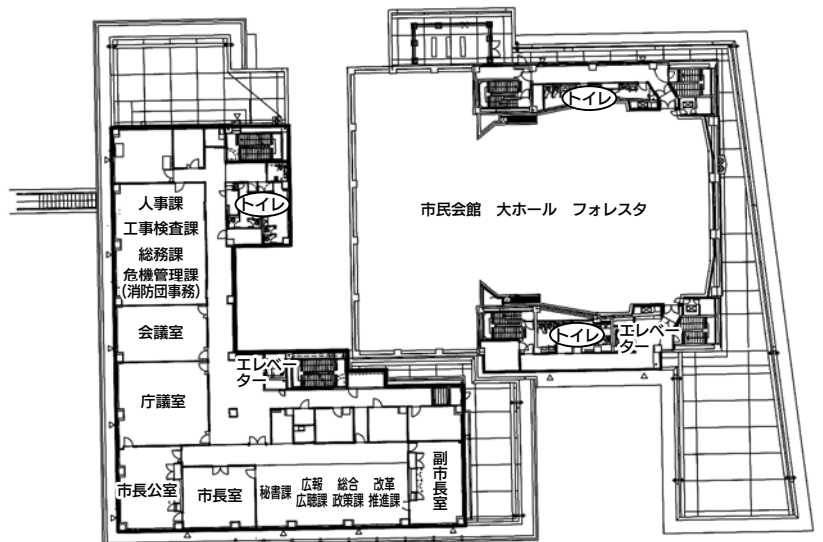 トイレ
人事課
工事検査課
総務課
危機管理課
(消防団事務)
トイレ
市民会館 大ホール フォレスタ
会議室
トイレ
エレベー
ター
エレベー
ター
庁議室
市長公室
市長室
秘書課
広報
広聴課
総合
政策課
改革
推進課
副市長室